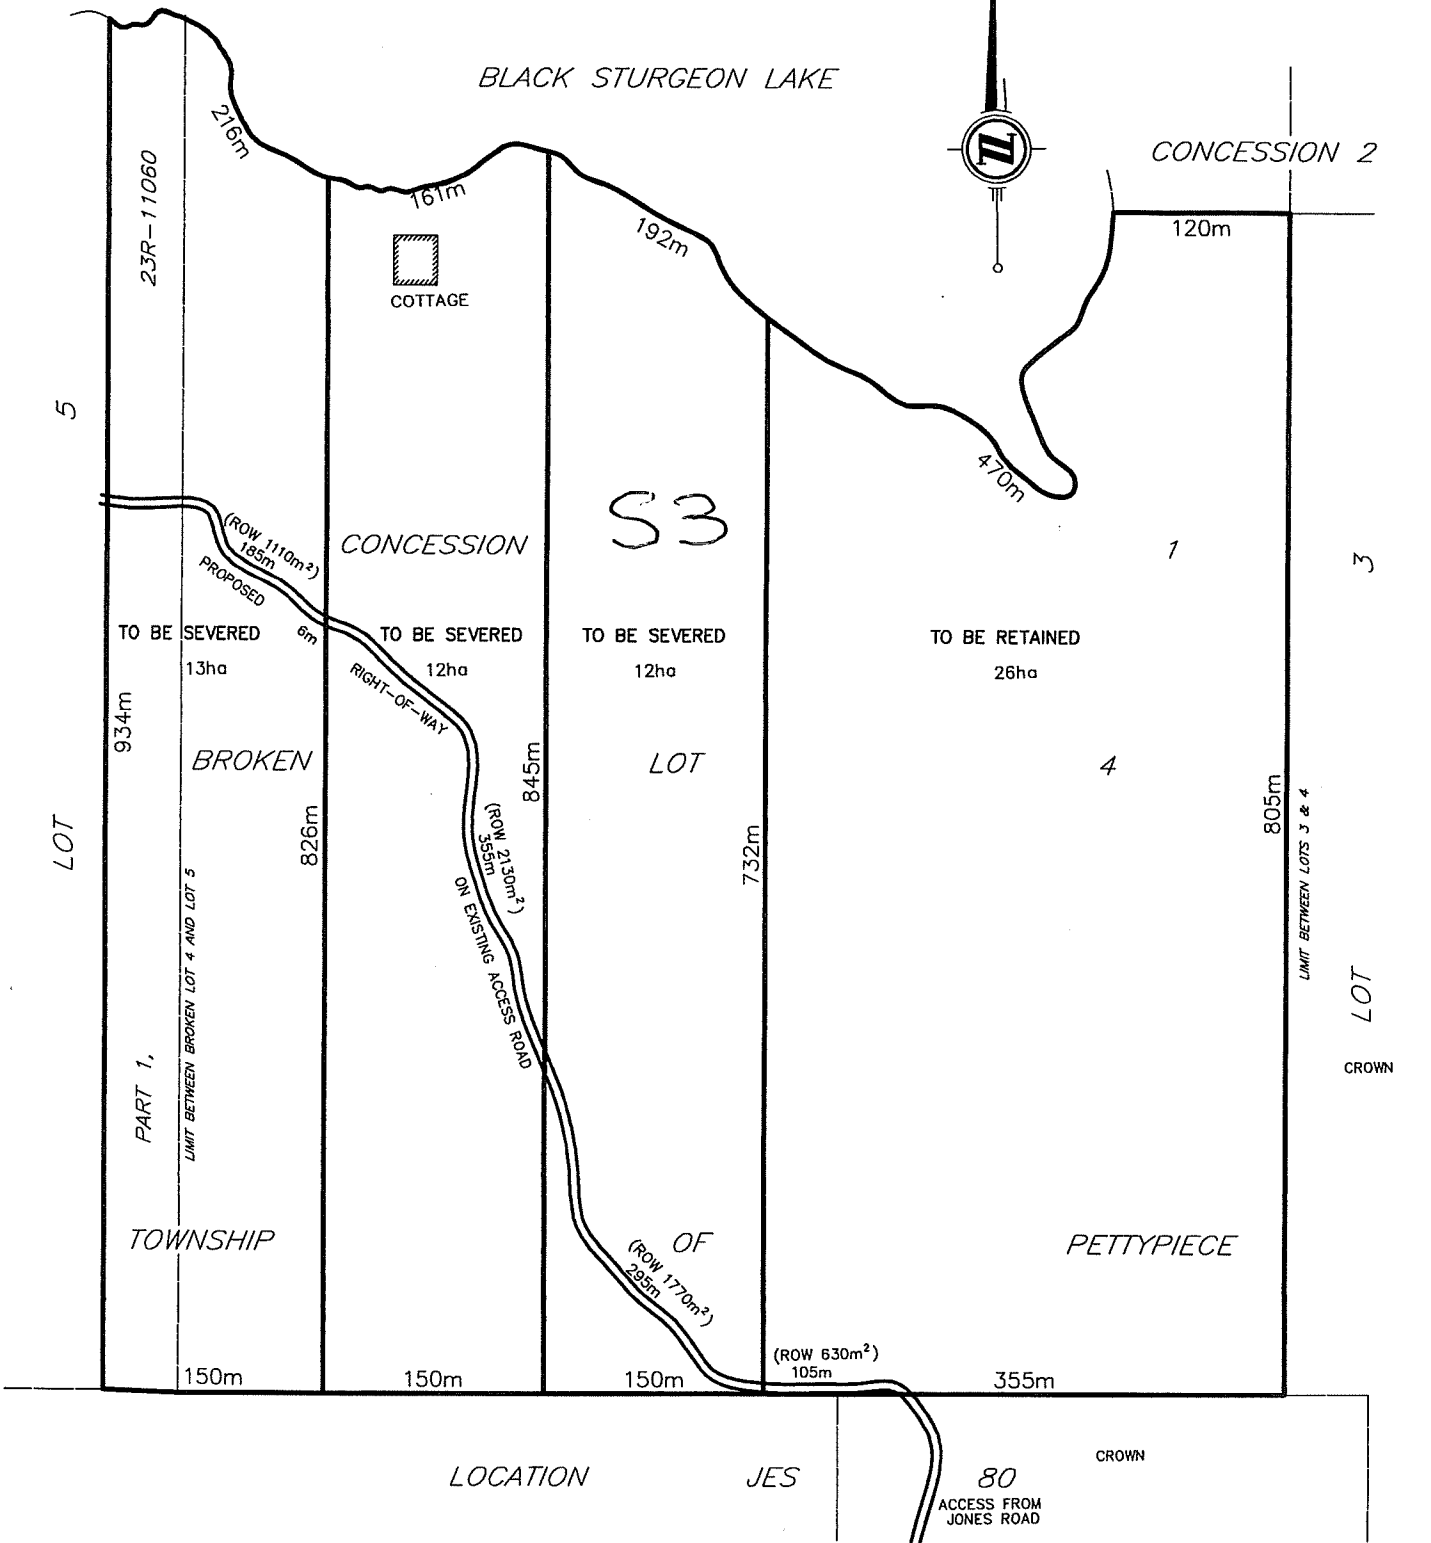 BLACK STURGEON LAKE
CONCESSION 2
216m
161m
192m
120m
23R-11060
COTTAGE
5
470m
S3
(ROW 1110m²)
185m
CONCESSION
1
3
PROPOSED
6m
TO BE SEVERED
13ha
TO BE SEVERED
12ha
TO BE SEVERED
12ha
TO BE RETAINED
26ha
RIGHT-OF-WAY
934m
BROKEN
845m
LOT
4
805m
LIMIT BETWEEN LOTS 3 & 4
LOT
826m
(ROW 2130m²)
355m
732m
ON EXISTING ACCESS ROAD
LIMIT BETWEEN BROKEN LOT 4 AND LOT 5
LOT
CROWN
PART 1,
TOWNSHIP
OF
PETTYPIECE
(ROW 1770m²)
295m
(ROW 630m²)
105m
150m
150m
150m
355m
LOCATION JES 80
CROWN
ACCESS FROM
JONES ROAD